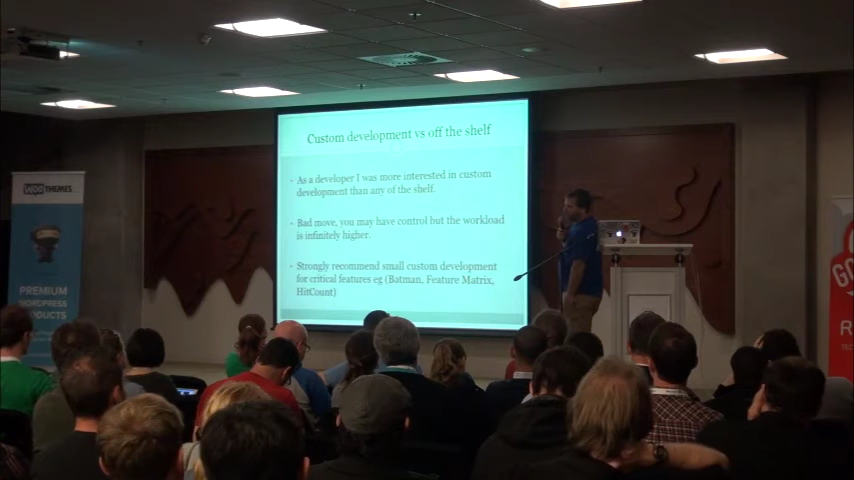 Custom development vs off the shelf
As a developer I was more interested in custom
development than any of the shelf.
Bad move, you may have control but the workload
is infinitely higher.
Strongly recommend small custom development
for critical features eg (Batman, Feature Matrix,
HitCount)
WOO THEMES
PREMIUM
WORDPRESS
PRODUCTS